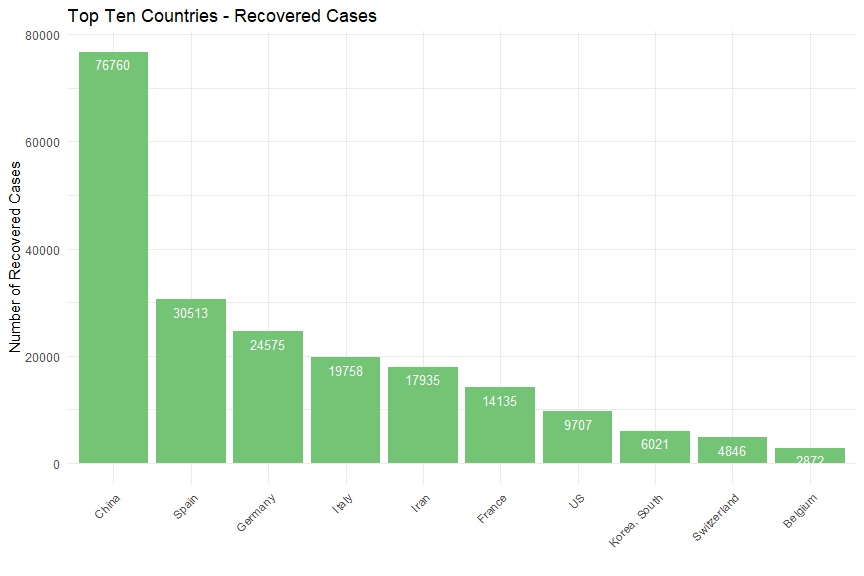 Top Ten Countries - Recovered Cases
Number of Recovered Cases
80000
60000
40000
20000
0
76760
30513
24575
19758
17935
14135
9707
6021
4846
2872
China
Spain
Germany
Italy
Iran
France
US
Korea, South
Switzerland
Belgium